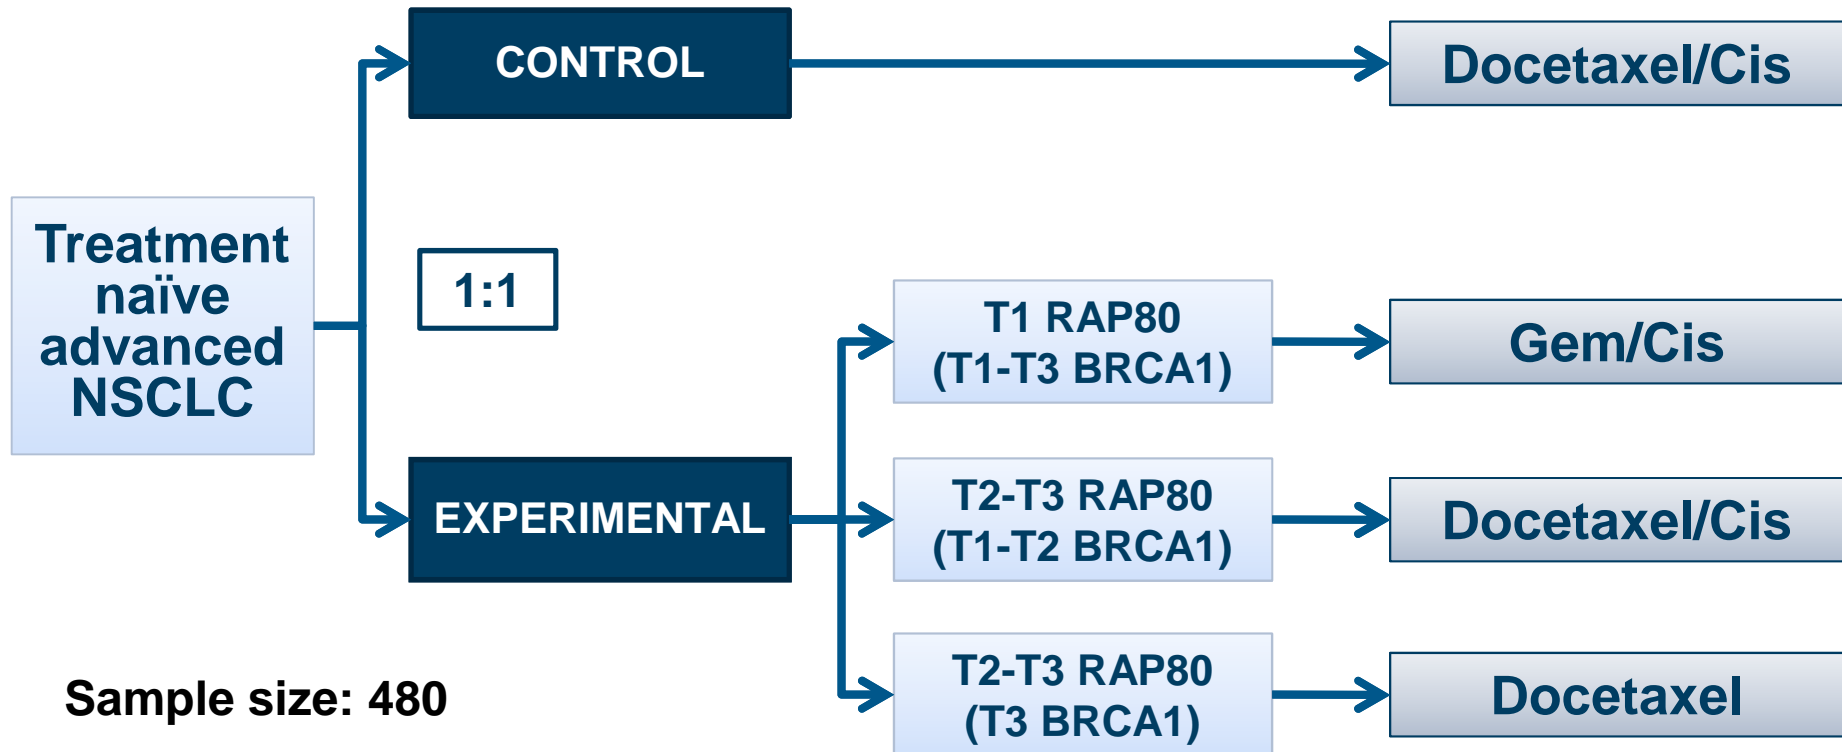 CONTROL
Docetaxel/Cis
Treatment
naïve
advanced
NSCLC
1:1
T1 RAP80
(T1-T3 BRCA1)
Gem/Cis
EXPERIMENTAL
T2-T3 RAP80
(T1-T2 BRCA1)
Docetaxel/Cis
T2-T3 RAP80
(T3 BRCA1)
Docetaxel
Sample size: 480